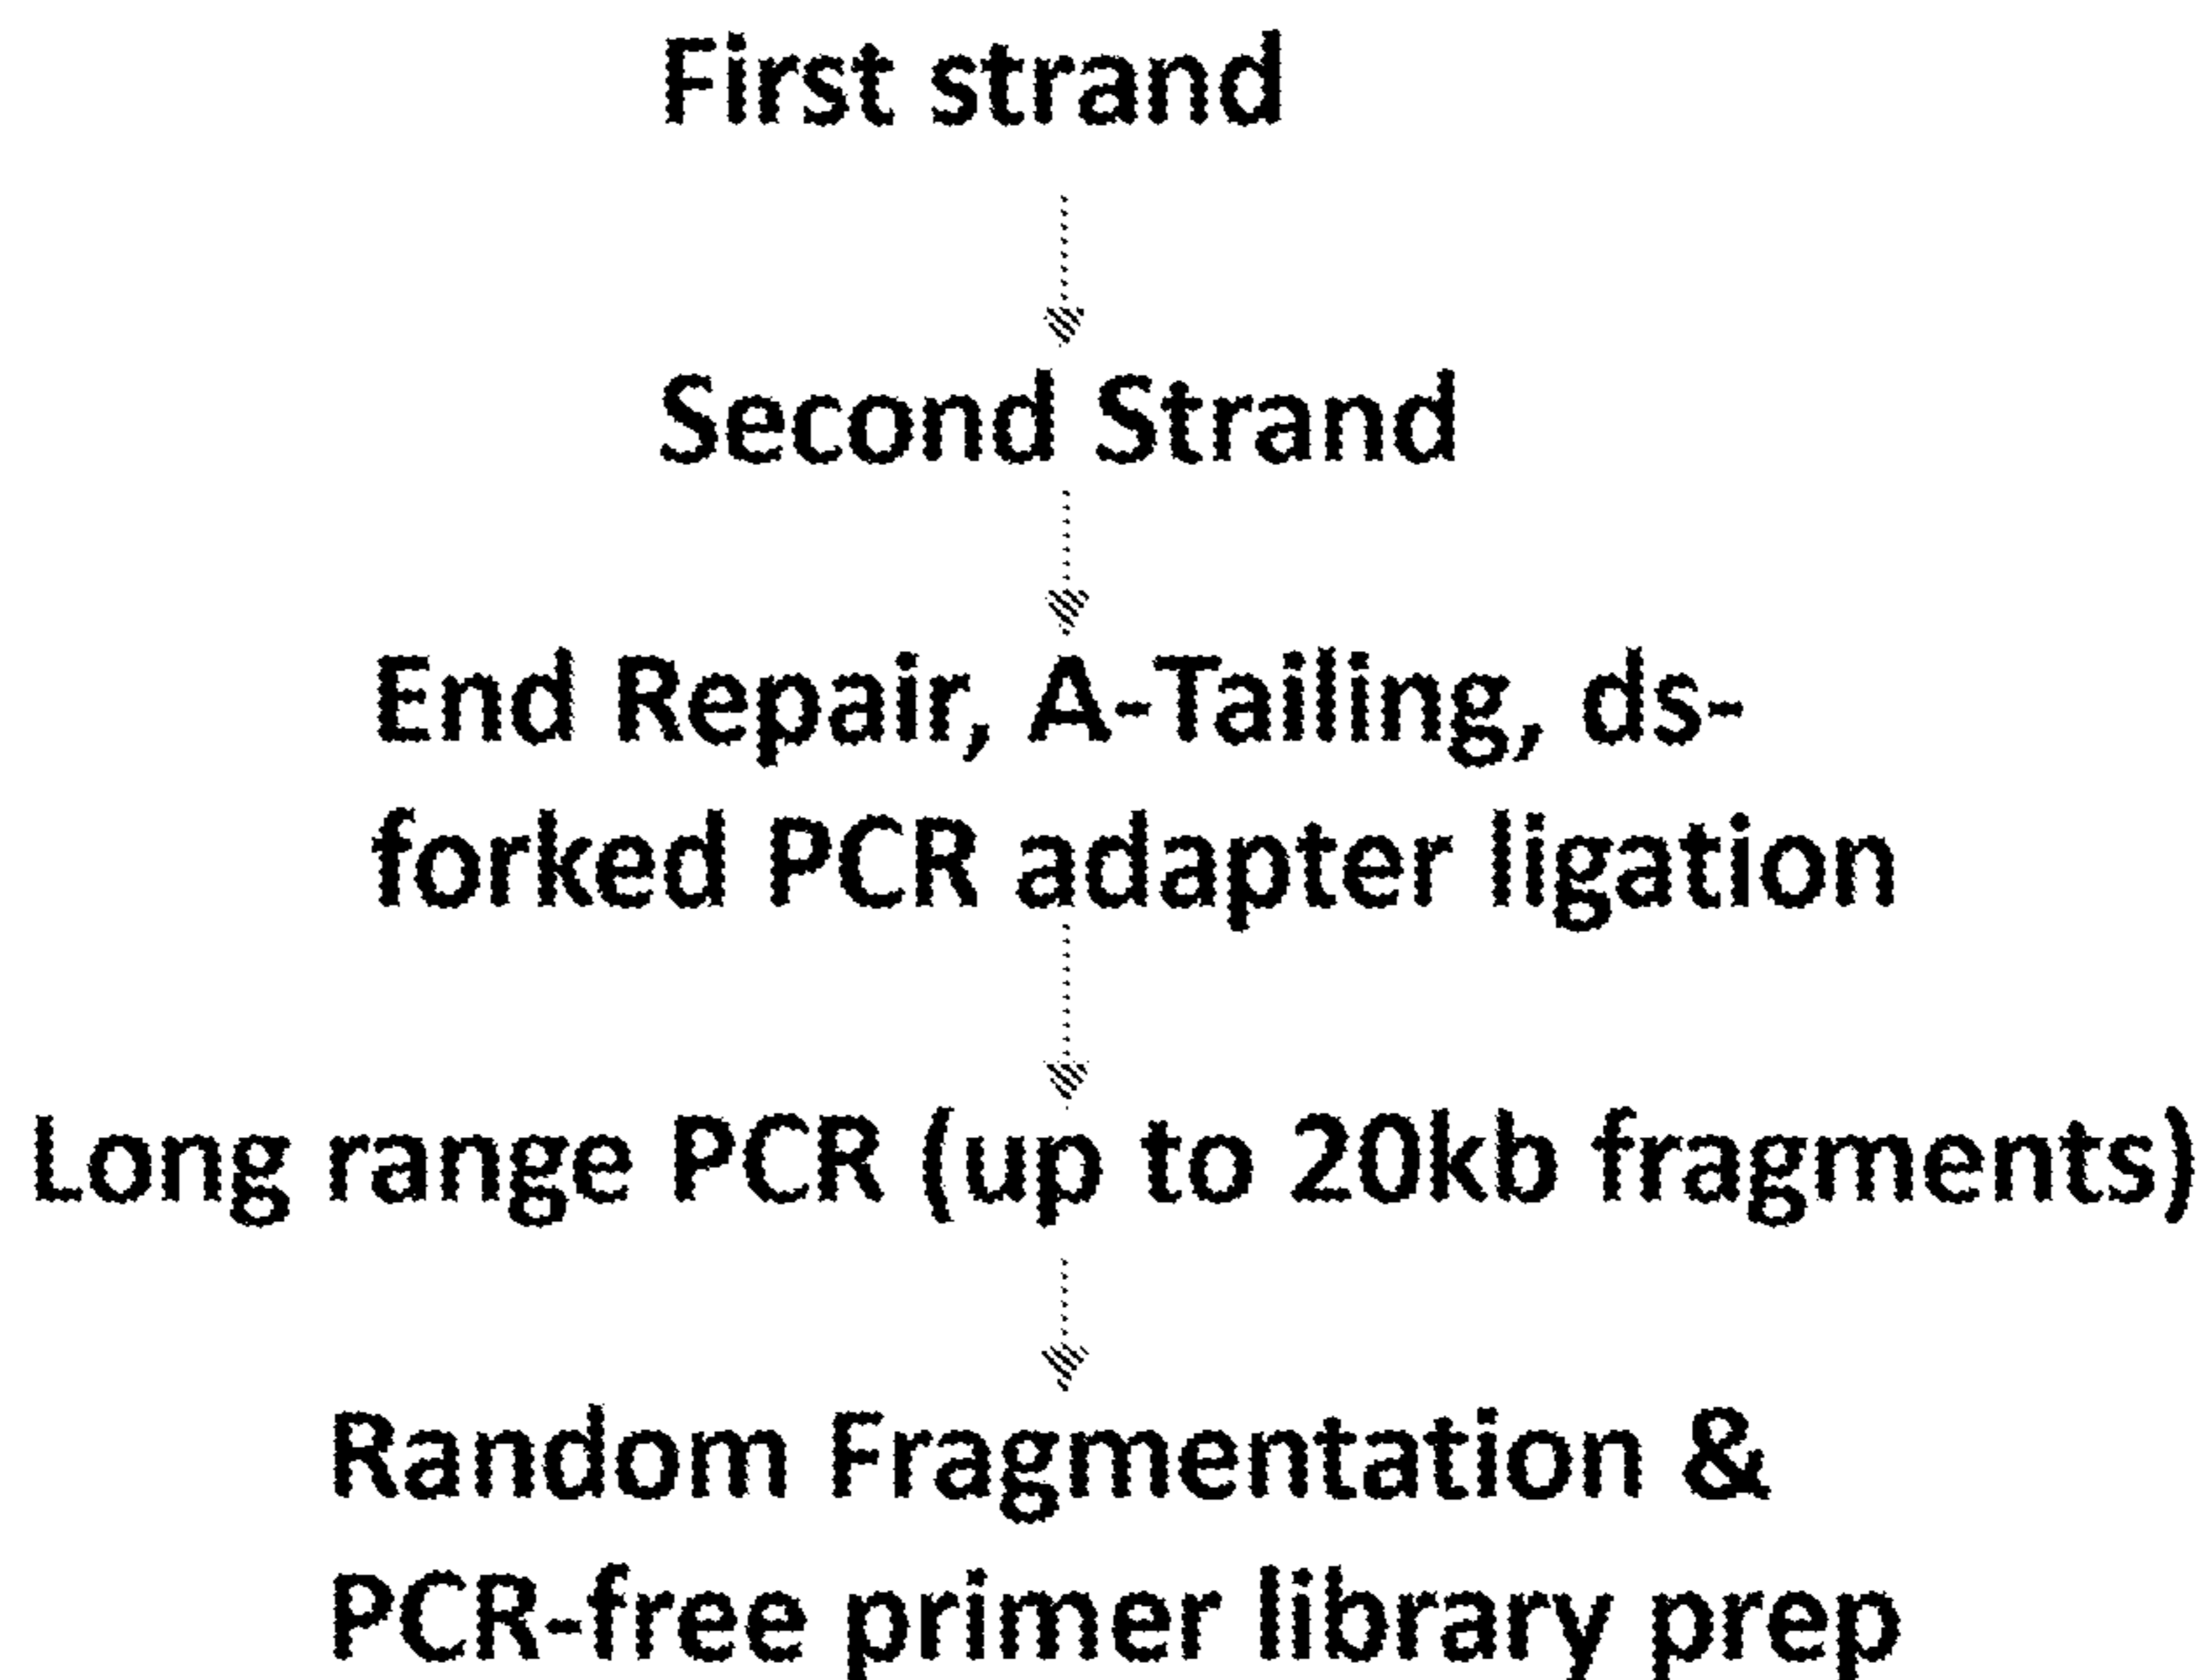 First strand
Second Strand
End Repair, A-Tailing, ds-
forked PCR adapter ligation
Long range PCR (up to 20kb fragments)
Random Fragmentation &
PCR-free primer library prep